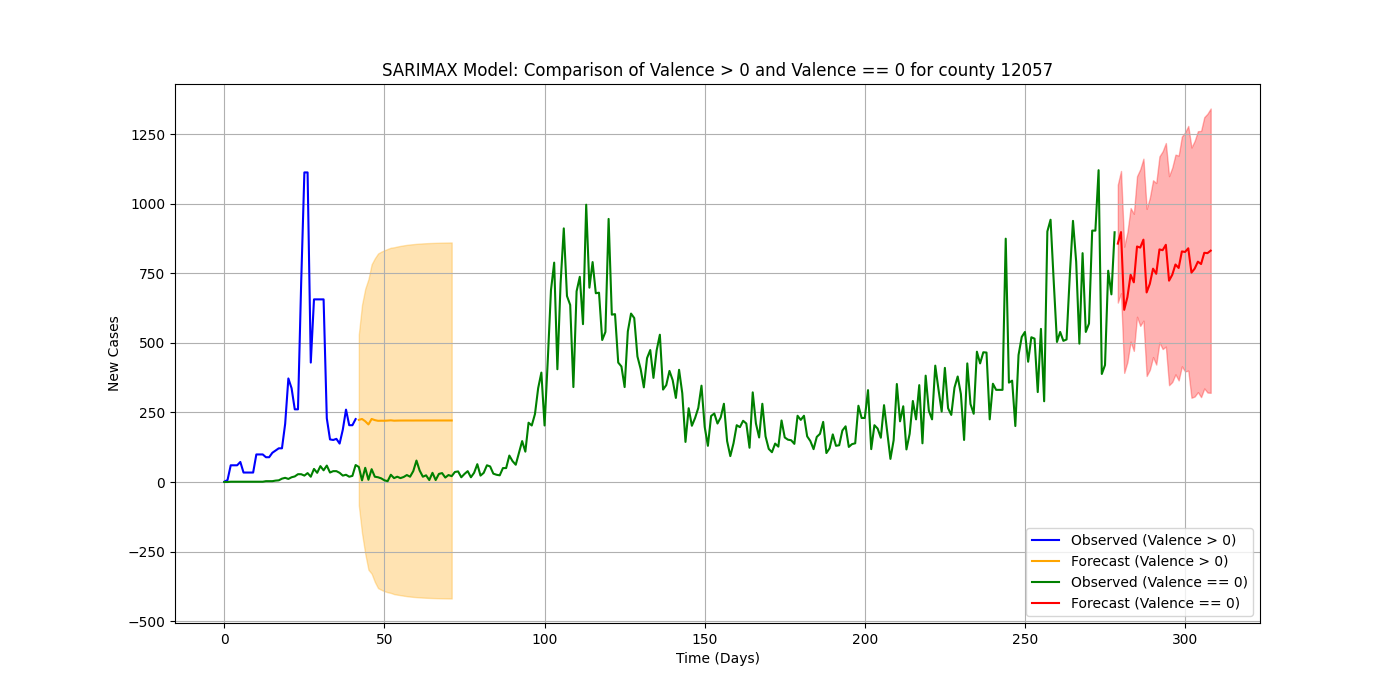 SARIMAX Model: Comparison of Valence > 0 and Valence == 0 for county 12057
New Cases
1250
1000
750
500
250
0
−250
−500
0 50 100 150 200 250 300
Time (Days)
Observed (Valence > 0)
Forecast (Valence > 0)
Observed (Valence == 0)
Forecast (Valence == 0)